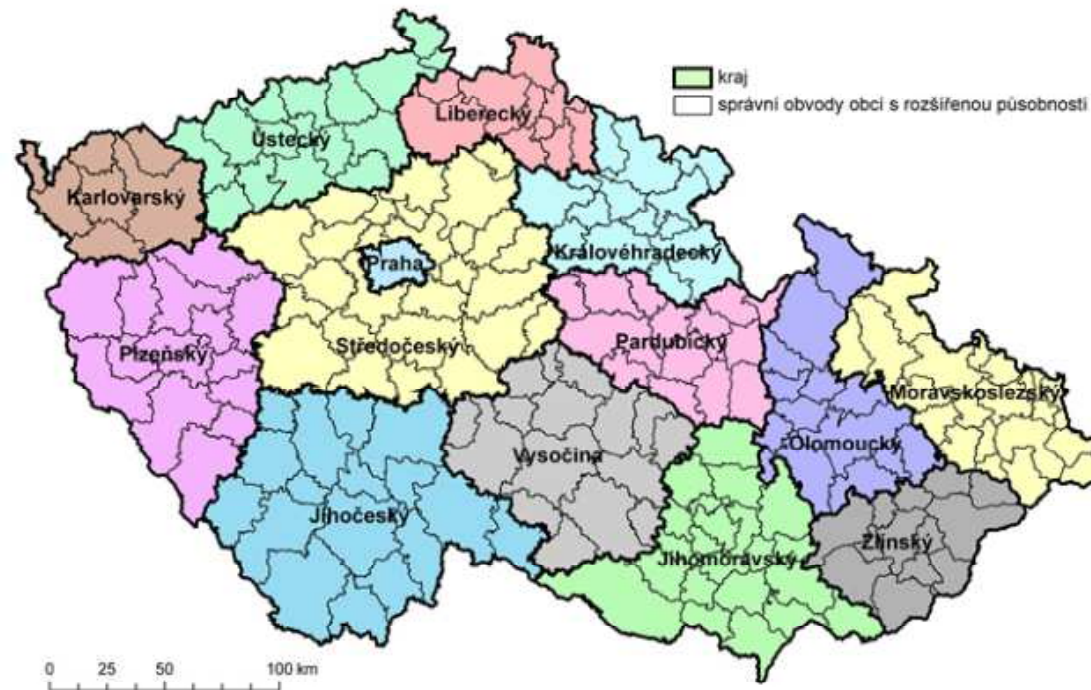 kraj
správní obvody obcí s rozšířenou působnosti
Liberecký
Ústecký
Karlovarský
Královéhradecký
Praha
Plzeňský
Středočeský
Pardubický
Moravskoslezský
Olomoucký
Vysočina
Jihočeský
Zlínský
Jihomoravský
0 25 50 100 km